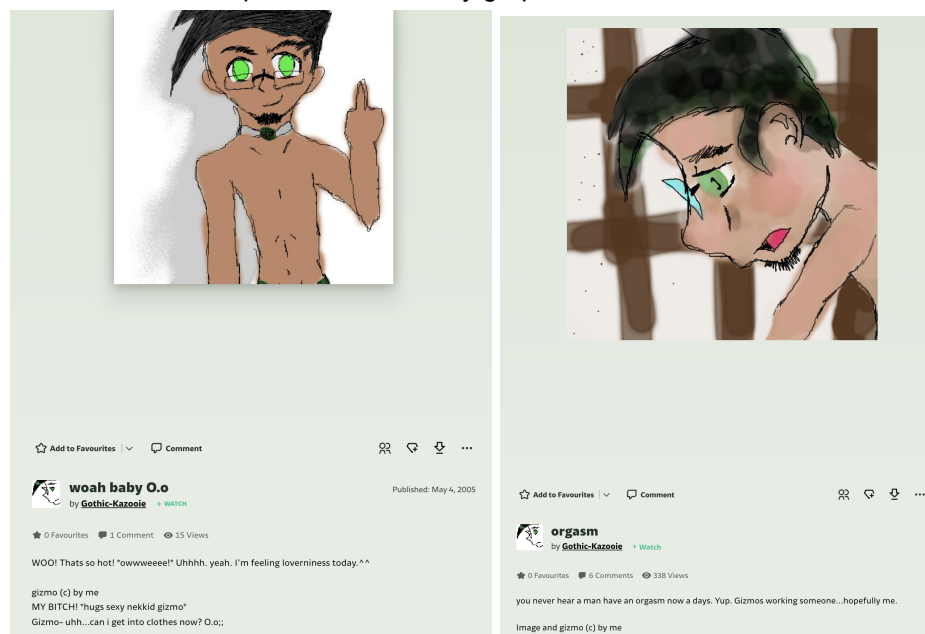 Add to Favourites
Comment
woah baby O.o
Published: May 4, 2005
by Gothic-Kazooie + WATCH
0 Favourites 1 Comment 15 Views
WOO! Thats so hot! *owwweeee!* Uhhhh. yeah. I'm feeling loverniness today.^^
gizmo (c) by me
MY BITCH! *hugs sexy nekkid gizmo*
Gizmo- uhh...can i get into clothes now? O.o;;
Add to Favourites
Comment
orgasm
by Gothic-Kazooie + Watch
0 Favourites 6 Comments 338 Views
you never hear a man have an orgasm now a days. Yup. Gizmos working someone...hopefully me.
Image and gizmo (c) by me